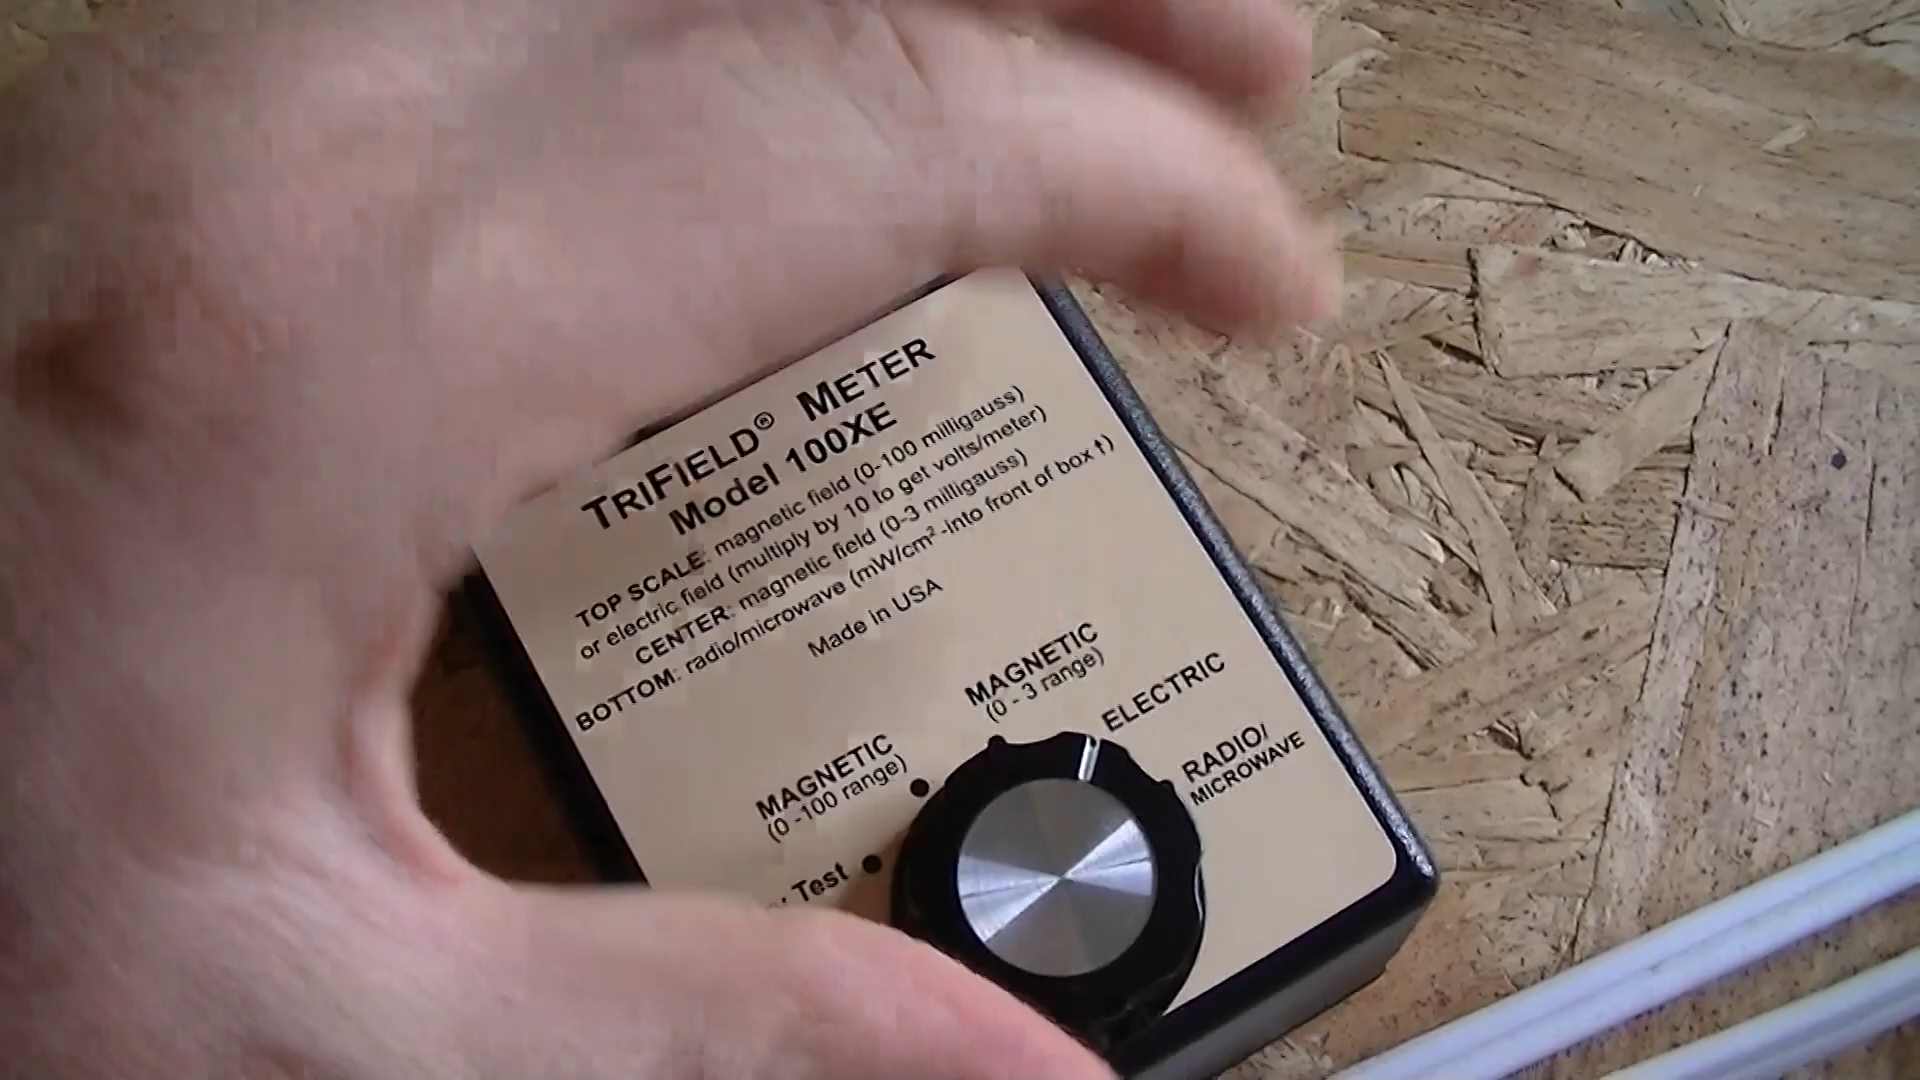 TRIFIELD® METER
Model 100XE
TOP SCALE: magnetic field (0-100 milligauss)
or electric field (multiply by 10 to get volts/meter)
CENTER: magnetic field (0-3 milligauss)
BOTTOM: radio/microwave (mW/cm² -into front of box ↑)
Made in USA
MAGNETIC
(0 - 3 range)
ELECTRIC
RADIO/
MICROWAVE
MAGNETIC
(0 -100 range)
Test